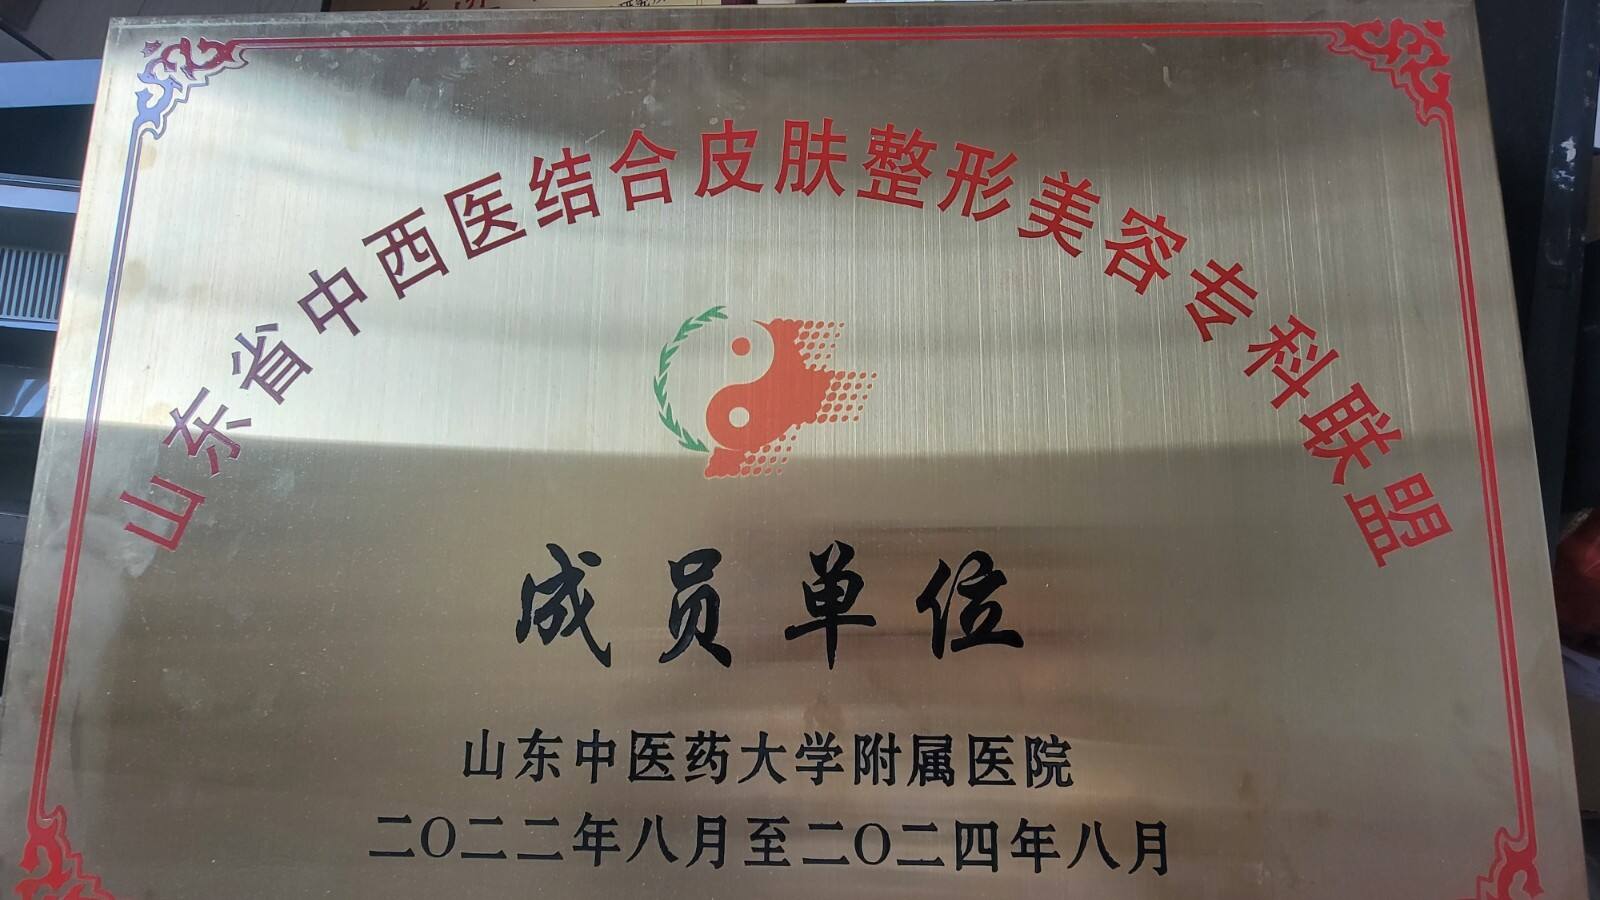 山东省中西医结合皮肤整形美容专科联盟
成员单位
山东中医药大学附属医院
二〇二二年八月至二〇二四年八月